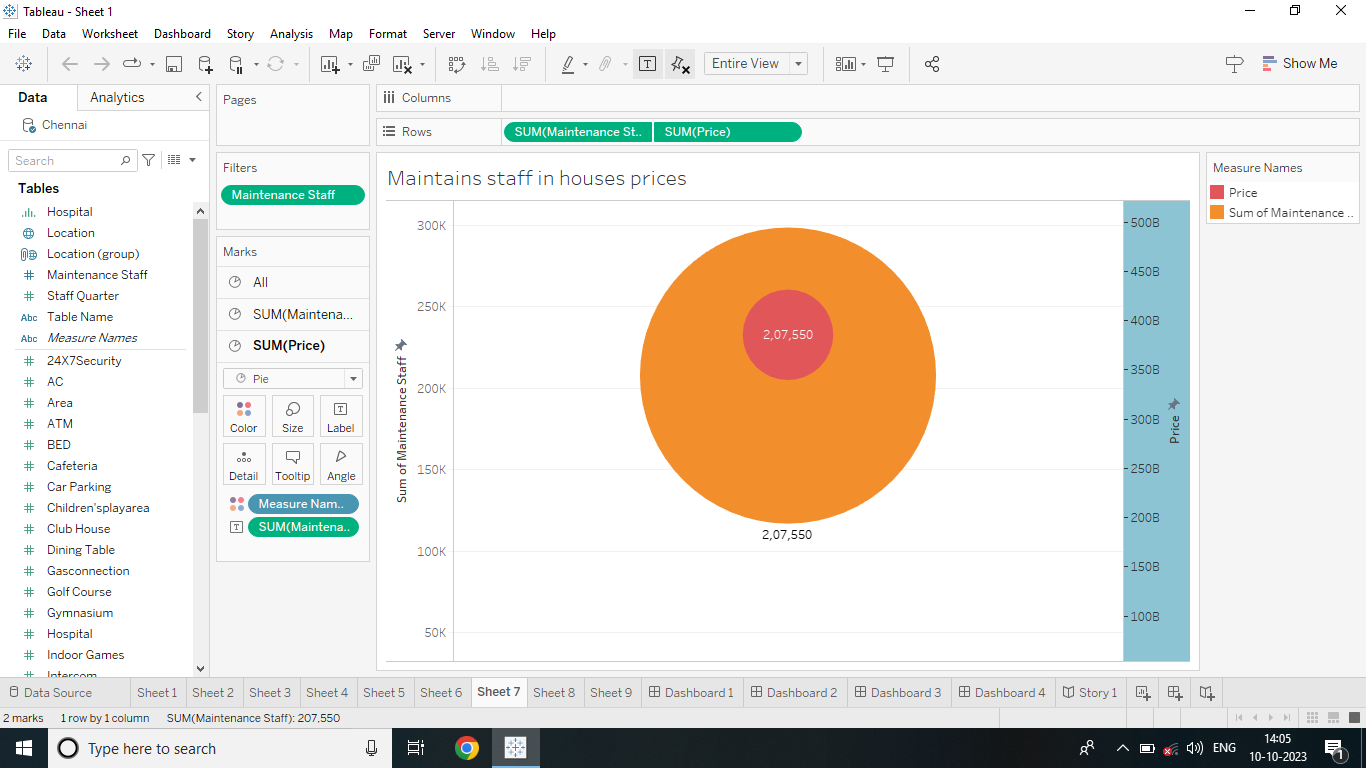 Tableau - Sheet 1
File Data Worksheet Dashboard Story Analysis Map Format Server Window Help
Entire View
Show Me
Data Analytics
Chennai
Search
Tables
Hospital
Location
Location (group)
Maintenance Staff
Staff Quarter
Abc Table Name
Abc Measure Names
24X7Security
AC
Area
ATM
BED
Cafeteria
Car Parking
Children'splayarea
Club House
Dining Table
Gasconnection
Golf Course
Gymnasium
Hospital
Indoor Games
Intercom
Pages
Filters
Maintenance Staff
Marks
All
SUM(Maintena...
SUM(Price)
Pie
Color Size Label
Detail Tooltip Angle
Measure Nam..
SUM(Maintena..
Columns
Rows SUM(Maintenance St.. SUM(Price)
Maintains staff in houses prices
Sum of Maintenance Staff
300K
250K
200K
150K
100K
50K
2,07,550
2,07,550
500B
450B
400B
350B
300B
250B
200B
150B
100B
Price
Measure Names
Price
Sum of Maintenance ..
Data Source Sheet 1 Sheet 2 Sheet 3 Sheet 4 Sheet 5 Sheet 6 Sheet 7 Sheet 8 Sheet 9 Dashboard 1 Dashboard 2 Dashboard 3 Dashboard 4 Story 1
2 marks 1 row by 1 column SUM(Maintenance Staff): 207,550
Type here to search
ENG
14:05
10-10-2023
1